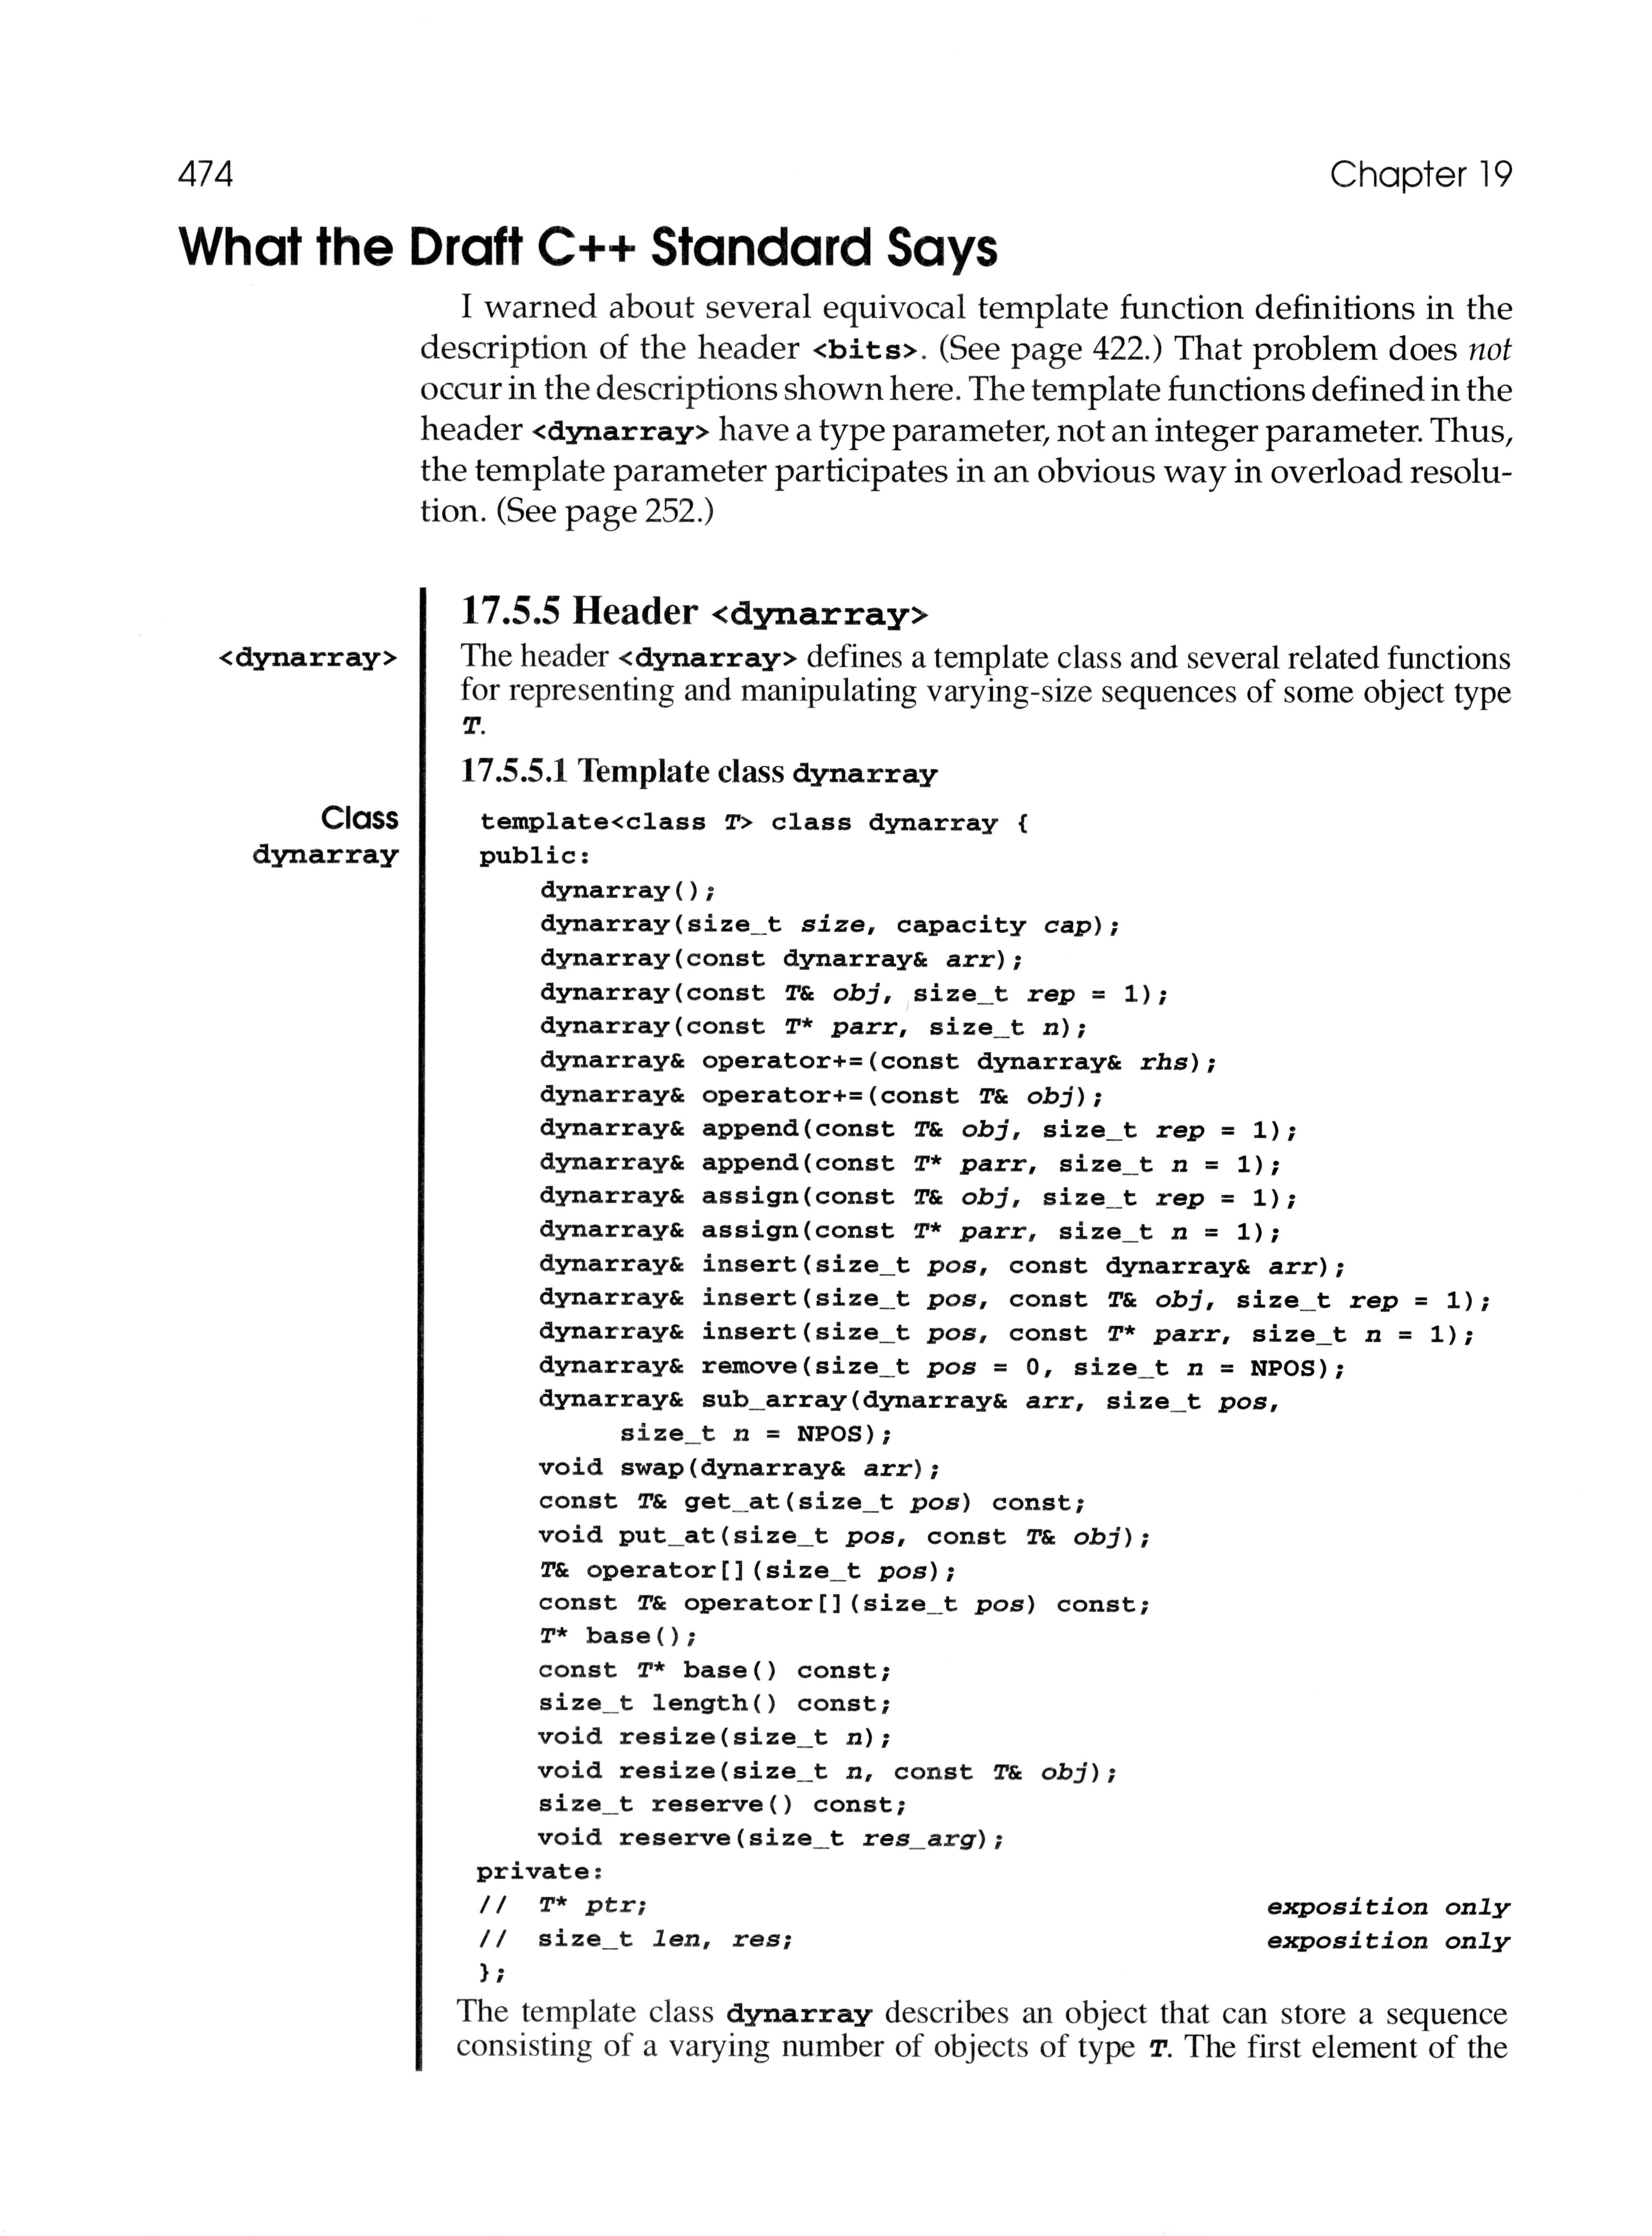 474 Chapter 19
What the Draft C++ Standard Says
I warned about several equivocal template function definitions in the
description of the header <bits>. (See page 422.) That problem does not
occur in the descriptions shown here. The template functions defined in the
header <dynarray> have a type parameter, not an integer parameter. Thus,
the template parameter participates in an obvious way in overload resolu-
tion. (See page 252.)
17.5.5 Header <dynarray>
<dynarray>
The header <dynarray> defines a template class and several related functions
for representing and manipulating varying-size sequences of some object type
T.
17.5.5.1 Template class dynarray
Class
dynarray
template<class T> class dynarray {
public:
dynarray();
dynarray(size_t size, capacity cap);
dynarray(const dynarray& arr);
dynarray(const T& obj, size_t rep = 1);
dynarray(const T* parr, size_t n);
dynarray& operator+=(const dynarray& rhs);
dynarray& operator+=(const T& obj);
dynarray& append(const T& obj, size_t rep = 1);
dynarray& append(const T* parr, size_t n = 1);
dynarray& assign(const T& obj, size_t rep = 1);
dynarray& assign(const T* parr, size_t n = 1);
dynarray& insert(size_t pos, const dynarray& arr);
dynarray& insert(size_t pos, const T& obj, size_t rep = 1);
dynarray& insert(size_t pos, const T* parr, size_t n = 1);
dynarray& remove(size_t pos = 0, size_t n = NPOS);
dynarray& sub_array(dynarray& arr, size_t pos,
size_t n = NPOS);
void swap(dynarray& arr);
const T& get_at(size_t pos) const;
void put_at(size_t pos, const T& obj);
T& operator[](size_t pos);
const T& operator[](size_t pos) const;
T* base();
const T* base() const;
size_t length() const;
void resize(size_t n);
void resize(size_t n, const T& obj);
size_t reserve() const;
void reserve(size_t res_arg);
private:
// T* ptr; exposition only
// size_t len, res; exposition only
};
The template class dynarray describes an object that can store a sequence
consisting of a varying number of objects of type T. The first element of the